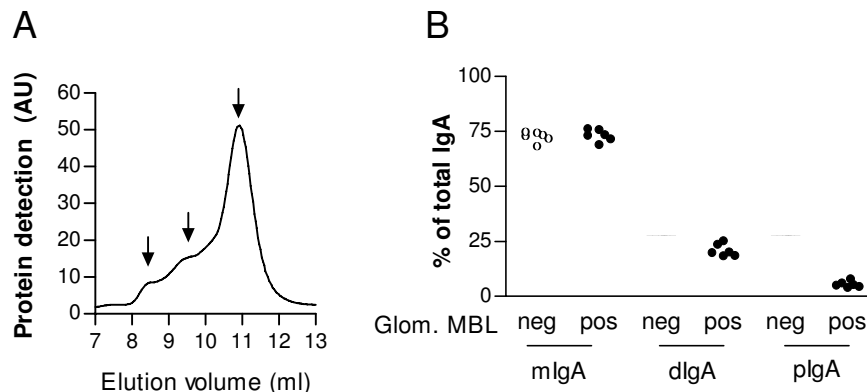 A
Protein detection (AU)
60
50
40
30
20
10
0
7 8 9 10 11 12 13
Elution volume (ml)
B
% of total IgA
100
75
50
25
0
Glom. MBL neg pos neg pos neg pos
mIgA dIgA pIgA